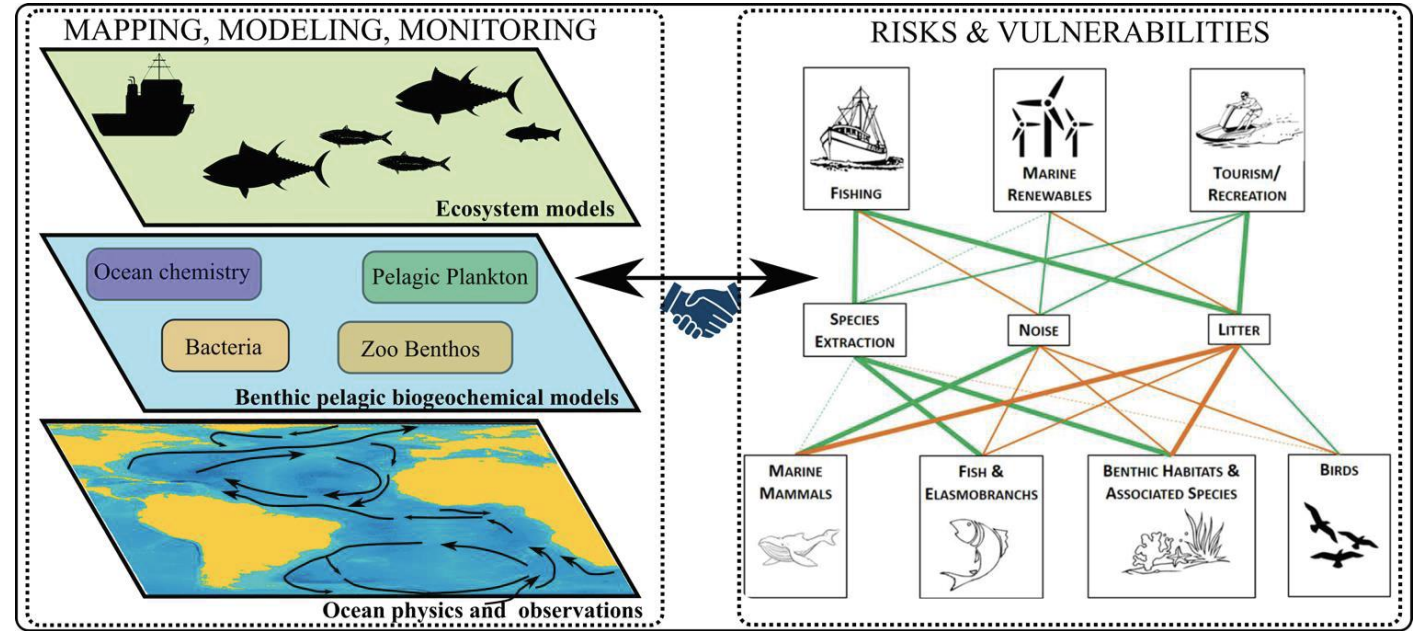 MAPPING, MODELING, MONITORING
Ecosystem models
Ocean chemistry
Pelagic Plankton
Bacteria
Zoo Benthos
Benthic pelagic biogeochemical models
Ocean physics and observations
RISKS & VULNERABILITIES
FISHING
MARINE
RENEWABLES
TOURISM/
RECREATION
SPECIES
EXTRACTION
NOISE
LITTER
MARINE
MAMMALS
FISH &
ELASMOBRANCHS
BENTHIC HABITATS &
ASSOCIATED SPECIES
BIRDS